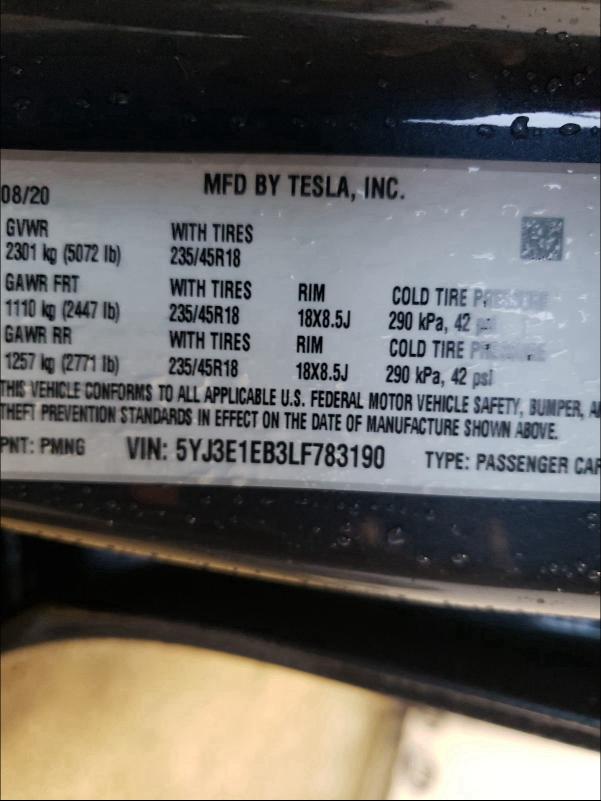 08/20 MFD BY TESLA, INC.
GVWR WITH TIRES
2301 kg (5072 lb) 235/45R18
GAWR FRT WITH TIRES RIM COLD TIRE PRESSURE
1110 kg (2447 lb) 235/45R18 18X8.5J 290 kPa, 42 psi
GAWR RR WITH TIRES RIM COLD TIRE PRESSURE
1257 kg (2771 lb) 235/45R18 18X8.5J 290 kPa, 42 psi
THIS VEHICLE CONFORMS TO ALL APPLICABLE U.S. FEDERAL MOTOR VEHICLE SAFETY, BUMPER, A
THEFT PREVENTION STANDARDS IN EFFECT ON THE DATE OF MANUFACTURE SHOWN ABOVE.
PNT: PMNG VIN: 5YJ3E1EB3LF783190 TYPE: PASSENGER CAR